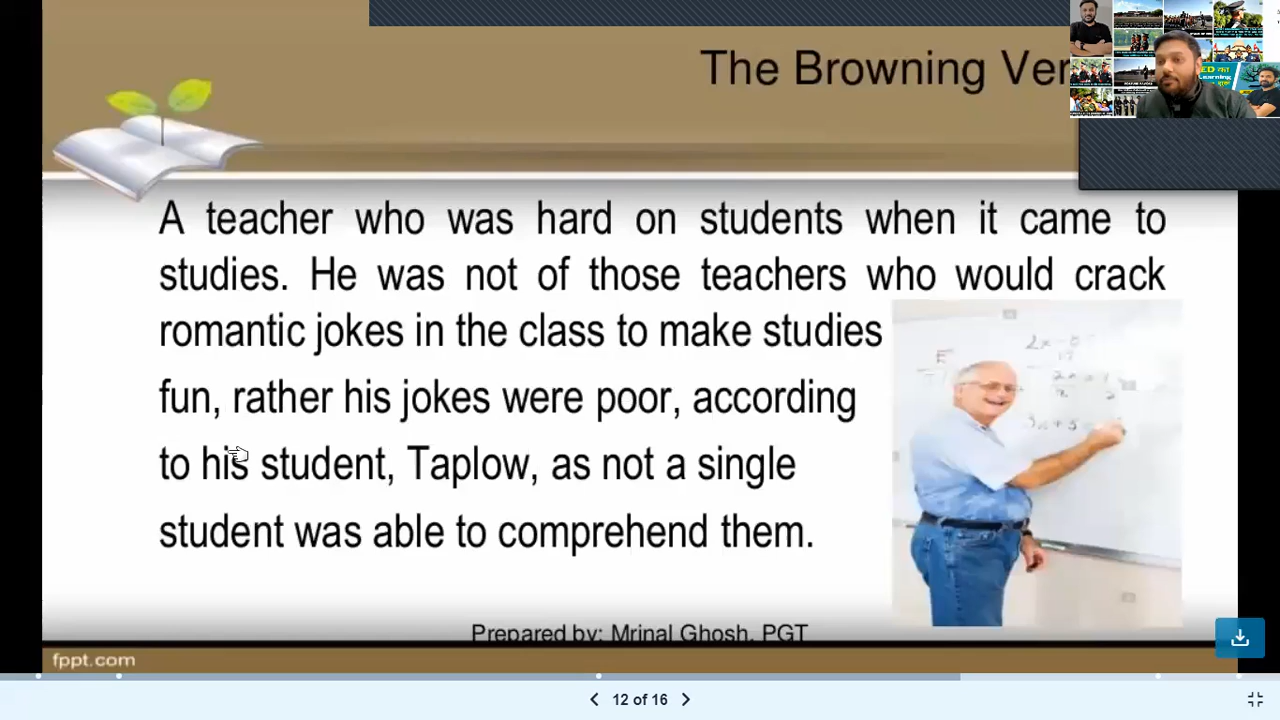 The Browning Ver
A teacher who was hard on students when it came to
studies. He was not of those teachers who would crack
romantic jokes in the class to make studies
fun, rather his jokes were poor, according
to his student, Taplow, as not a single
student was able to comprehend them.
Prepared by: Mrinal Ghosh, PGT
fppt.com
12 of 16